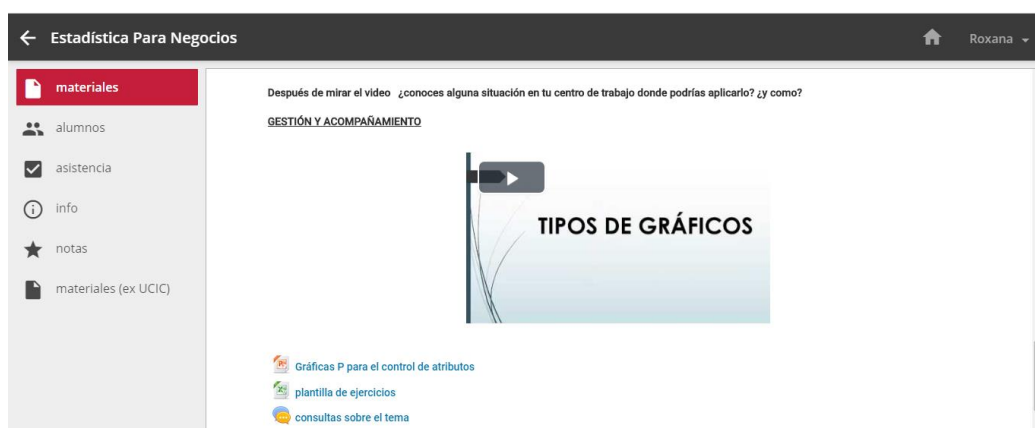 Estadística Para Negocios
Roxana
materiales
alumnos
asistencia
info
notas
materiales (ex UCIC)
Después de mirar el video ¿conoces alguna situación en tu centro de trabajo donde podrías aplicarlo? ¿y como?
GESTIÓN Y ACOMPAÑAMIENTO
TIPOS DE GRÁFICOS
Gráficas P para el control de atributos
plantilla de ejercicios
consultas sobre el tema